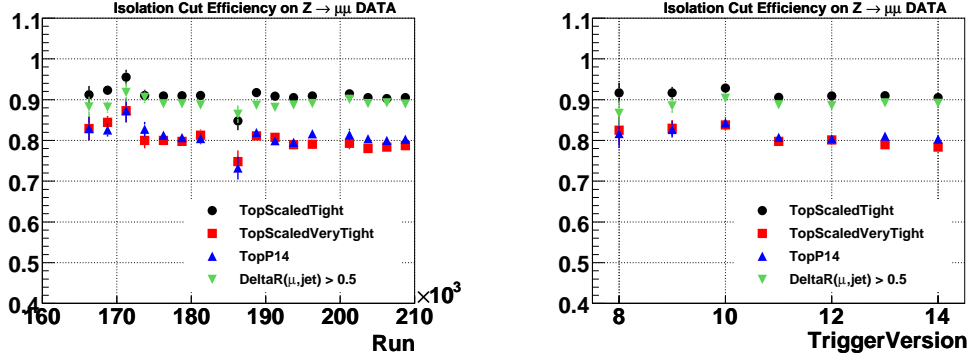 Isolation Cut Efficiency on Z → μμ DATA
1.1
1
0.9
0.8
0.7
0.6
0.5
0.4
TopScaledTight
TopScaledVeryTight
TopP14
DeltaR(μ,jet) > 0.5
160 170 180 190 200 210
×10³
Run
Isolation Cut Efficiency on Z → μμ DATA
1.1
1
0.9
0.8
0.7
0.6
0.5
0.4
TopScaledTight
TopScaledVeryTight
TopP14
DeltaR(μ,jet) > 0.5
8 9 10 11 12 13 14
TriggerVersion